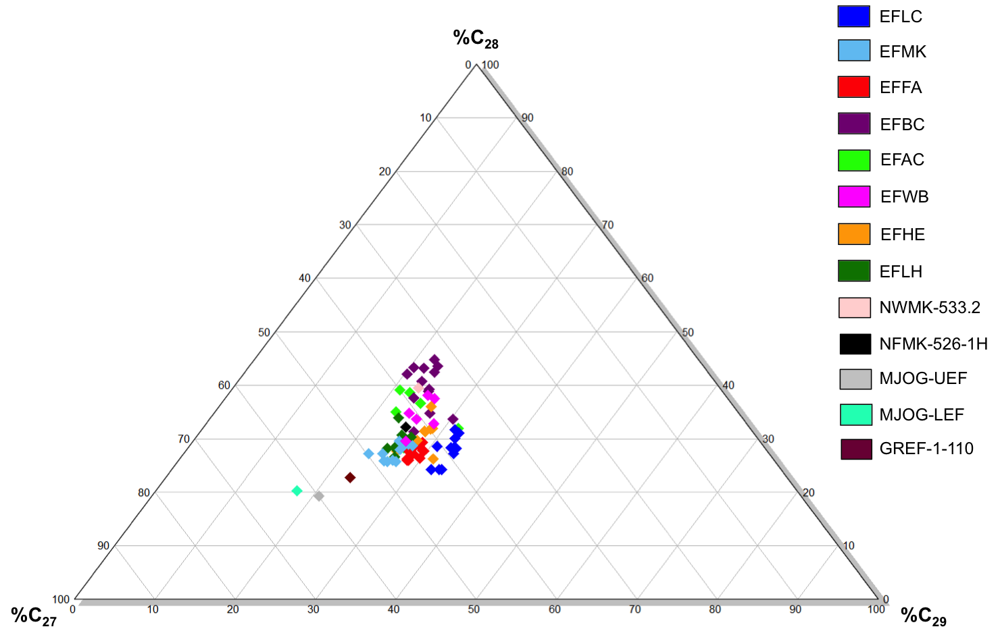 %C28
0 100
10 90
20 80
30 70
40 60
50 50
60 40
70 30
80 20
90 10
100 0
0 10 20 30 40 50 60 70 80 90 100
%C27 %C29
EFLC
EFMK
EFFA
EFBC
EFAC
EFWB
EFHE
EFLH
NWMK-533.2
NFMK-526-1H
MJOG-UEF
MJOG-LEF
GREF-1-110